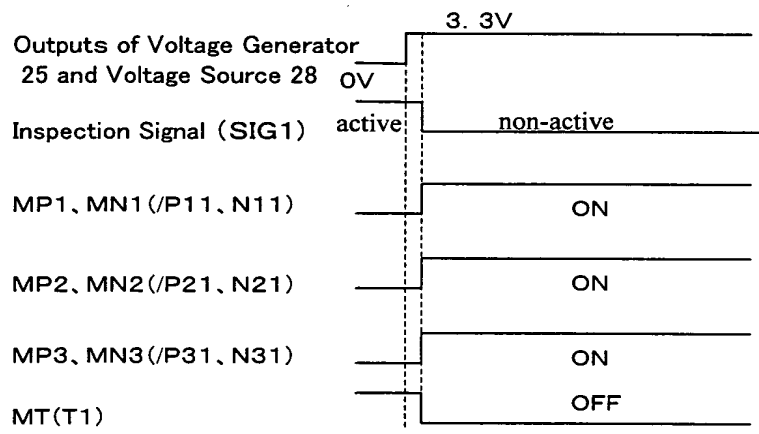 3. 3V
Outputs of Voltage Generator
25 and Voltage Source 28 0V
Inspection Signal (SIG1) active non-active
MP1、MN1(/P11、N11) ON
MP2、MN2(/P21、N21) ON
MP3、MN3(/P31、N31) ON
MT(T1) OFF